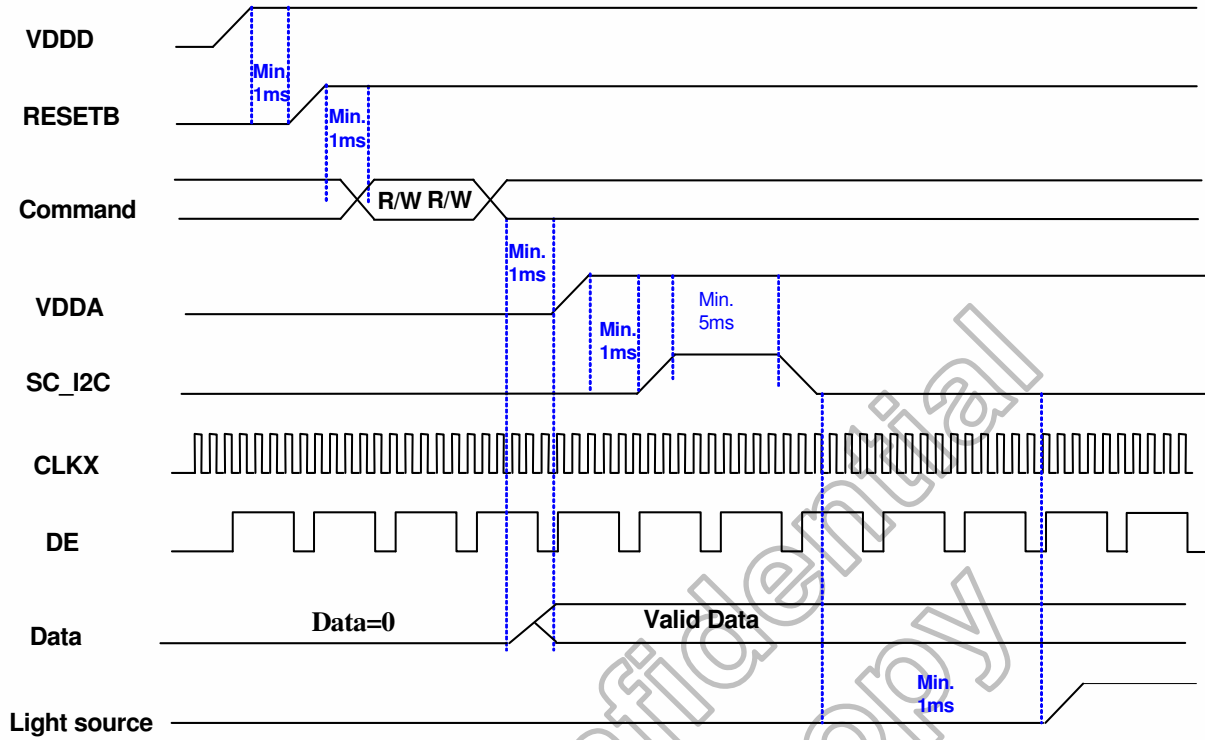 VDDD
Min.
1ms
RESETB
Min.
1ms
Command
R/W R/W
Min.
1ms
VDDA
Min.
1ms
Min.
5ms
SC_I2C
CLKX
DE
Data
Data=0
Valid Data
Light source
Min.
1ms